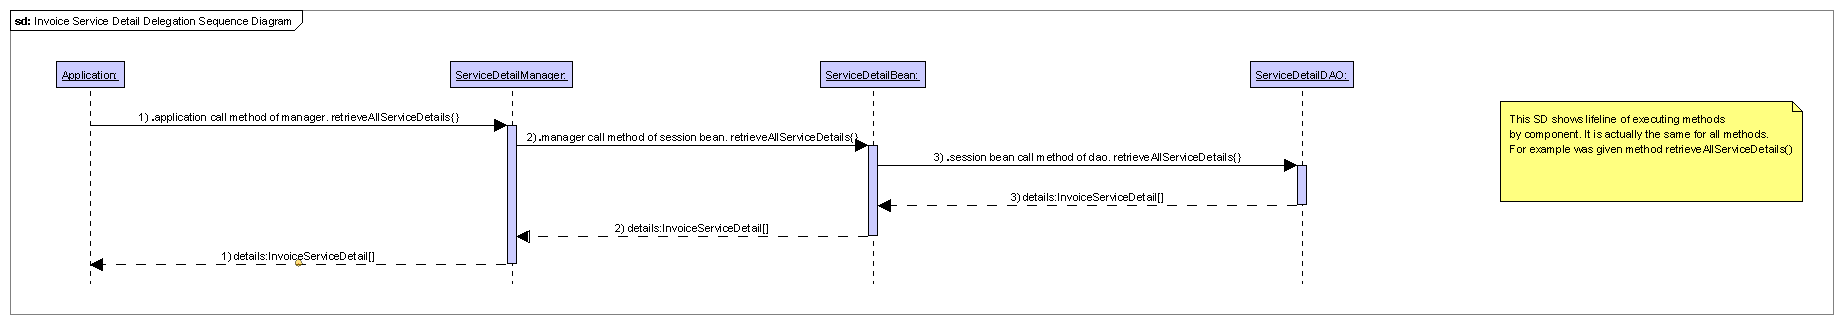 sd: Invoice Service Detail Delegation Sequence Diagram
Application:
ServiceDetailManager:
ServiceDetailBean:
ServiceDetailDAO:
1) .application call method of manager. retrieveAllServiceDetails{}
2) .manager call method of session bean. retrieveAllServiceDetails{}
3) .session bean call method of dao. retrieveAllServiceDetails{}
3) details:InvoiceServiceDetail[]
2) details:InvoiceServiceDetail[]
1) details:InvoiceServiceDetail[]
This SD shows lifeline of executing methods
by component. It is actually the same for all methods.
For example was given method retrieveAllServiceDetails()